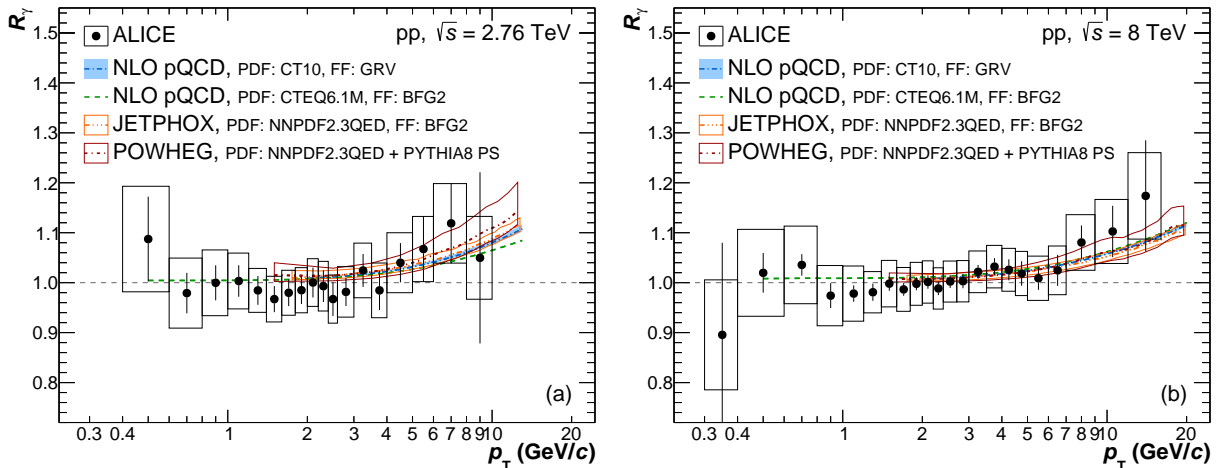 Rγ
pp, √s = 2.76 TeV
ALICE
NLO pQCD, PDF: CT10, FF: GRV
NLO pQCD, PDF: CTEQ6.1M, FF: BFG2
JETPHOX, PDF: NNPDF2.3QED, FF: BFG2
POWHEG, PDF: NNPDF2.3QED + PYTHIA8 PS
1.5
1.4
1.3
1.2
1.1
1.0
0.9
0.8
(a)
0.3 0.4 1 2 3 4 5 6 7 8 9 10 20
pT (GeV/c)
Rγ
pp, √s = 8 TeV
ALICE
NLO pQCD, PDF: CT10, FF: GRV
NLO pQCD, PDF: CTEQ6.1M, FF: BFG2
JETPHOX, PDF: NNPDF2.3QED, FF: BFG2
POWHEG, PDF: NNPDF2.3QED + PYTHIA8 PS
1.5
1.4
1.3
1.2
1.1
1.0
0.9
0.8
(b)
0.3 0.4 1 2 3 4 5 6 7 8 9 10 20
pT (GeV/c)